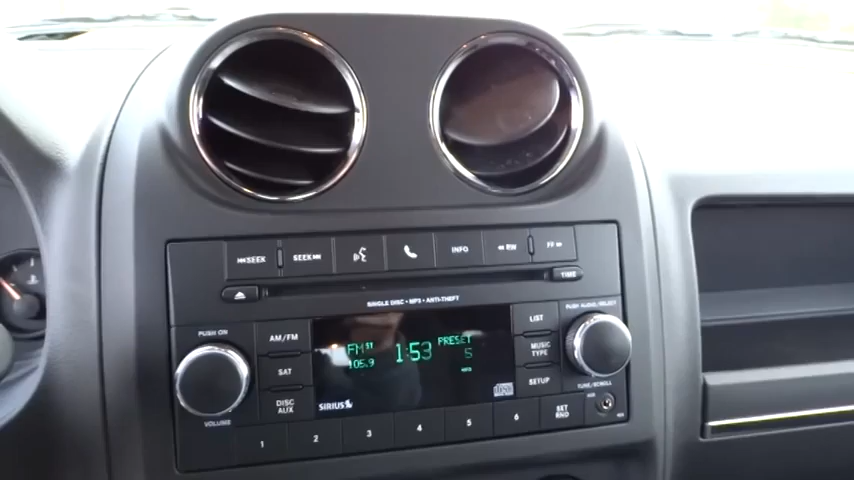 SEEK
SEEK
INFO
RW
FF
TIME
SINGLE DISC • MP3 • ANTI-THEFT
PUSH ON
VOLUME
AM/FM
SAT
DISC
AUX
FM
105.9
1:53
PRESET
5
SIRIUS
LIST
MUSIC
TYPE
SETUP
PUSH AUDIO/SELECT
TUNE/SCROLL
1
2
3
4
5
6
SET
RND